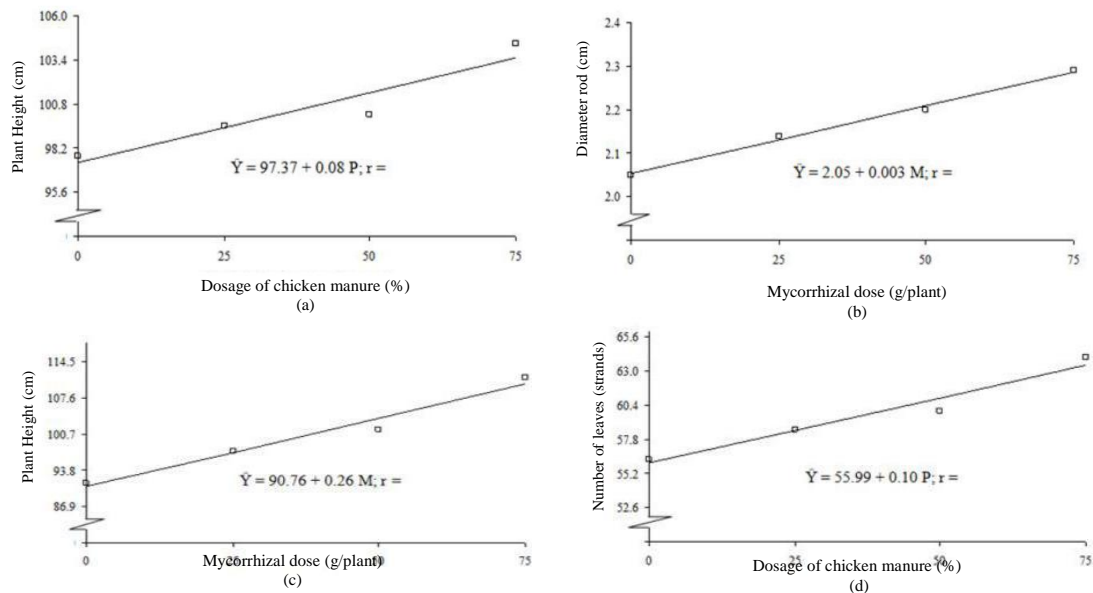 106.0
103.4
100.8
98.2
95.6
Plant Height (cm)
Ŷ = 97.37 + 0.08 P; r =
0 25 50 75
Dosage of chicken manure (%)
(a)
2.4
2.3
2.2
2.1
2.0
Diameter rod (cm)
Ŷ = 2.05 + 0.003 M; r =
0 25 50 75
Mycorrhizal dose (g/plant)
(b)
114.5
107.6
100.7
93.8
86.9
Plant Height (cm)
Ŷ = 90.76 + 0.26 M; r =
0 25 50 75
Mycorrhizal dose (g/plant)
(c)
65.6
63.0
60.4
57.8
55.2
52.6
Number of leaves (strands)
Ŷ = 55.99 + 0.10 P; r =
0 25 50 75
Dosage of chicken manure (%)
(d)